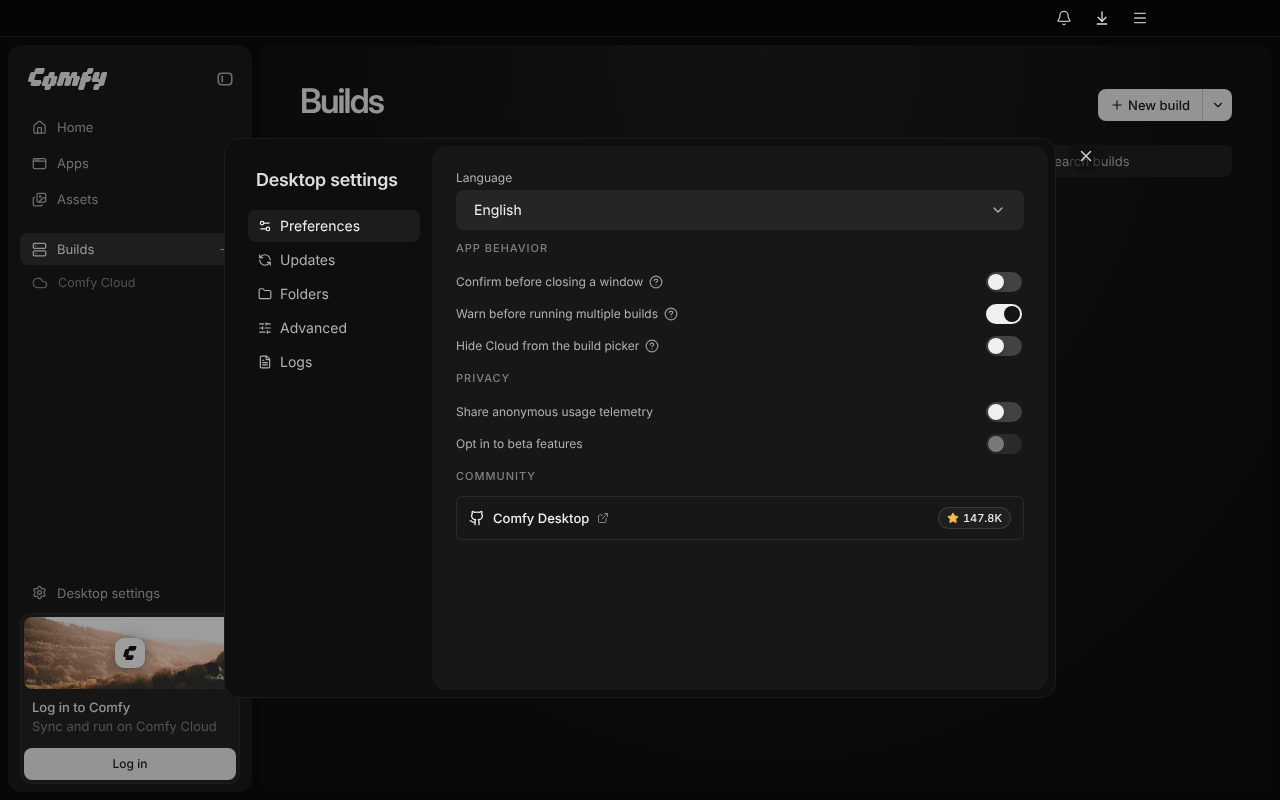 Comfy
Home
Apps
Assets
Builds
Comfy Cloud
Desktop settings
Log in to Comfy
Sync and run on Comfy Cloud
Log in
Builds
New build
builds
Desktop settings
Preferences
Updates
Folders
Advanced
Logs
Language
English
APP BEHAVIOR
Confirm before closing a window
Warn before running multiple builds
Hide Cloud from the build picker
PRIVACY
Share anonymous usage telemetry
Opt in to beta features
COMMUNITY
Comfy Desktop
147.8K